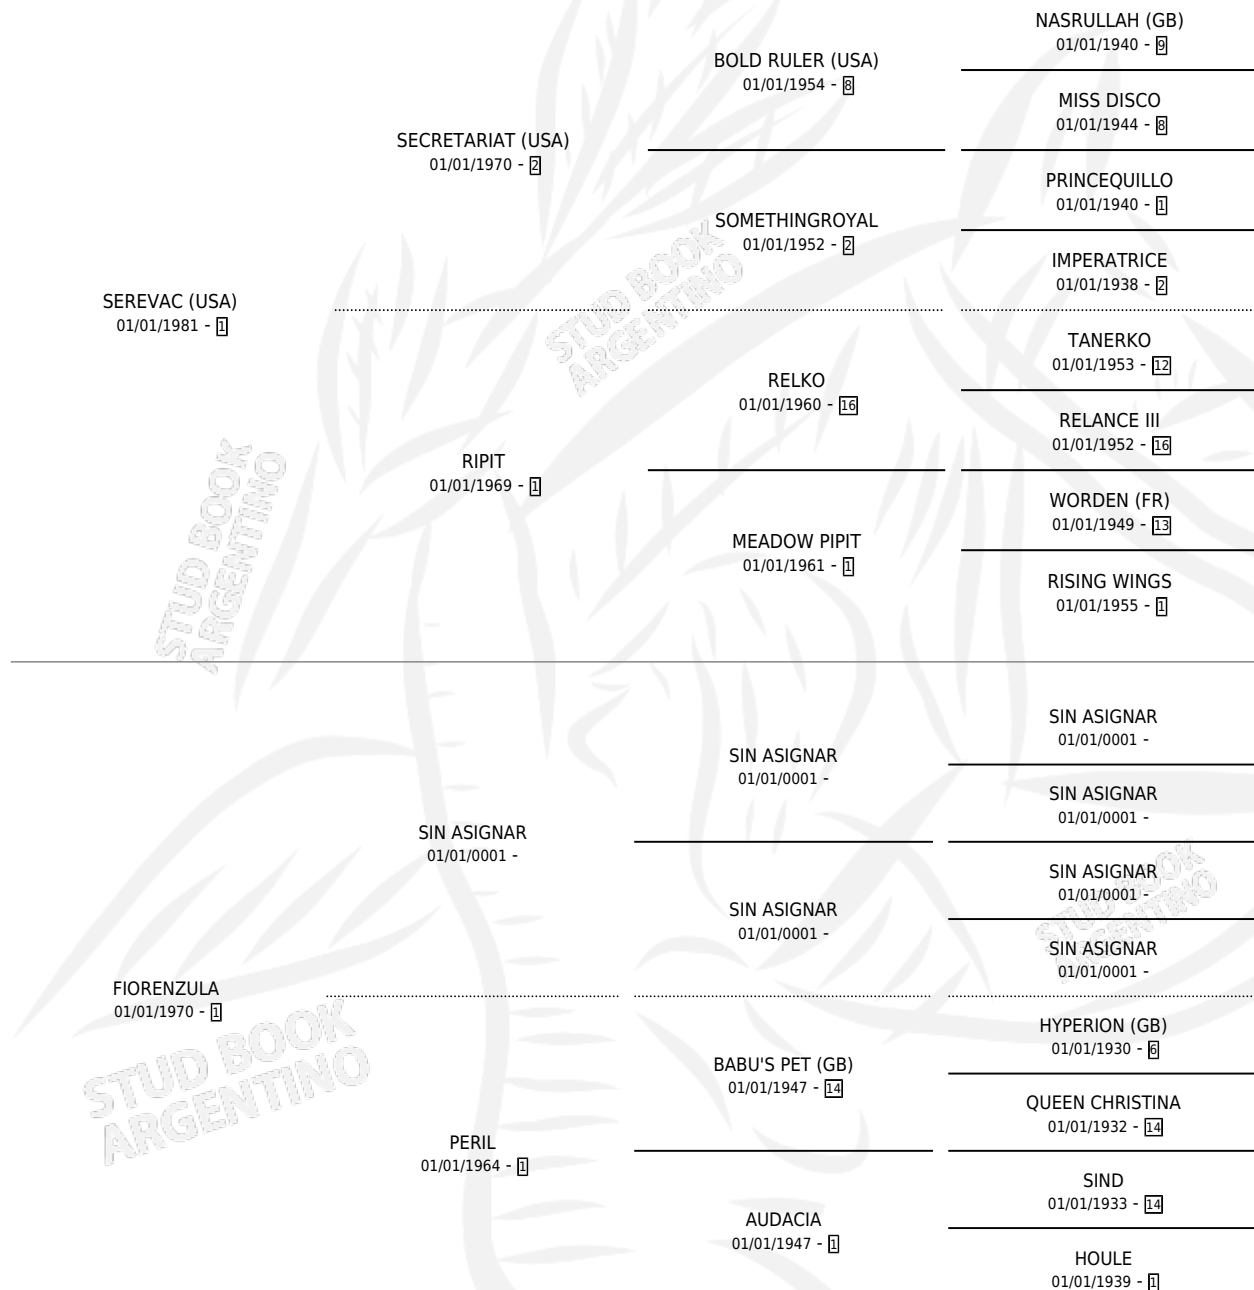 NASRULLAH (GB)
01/01/1940 - 9
BOLD RULER (USA)
01/01/1954 - 8
MISS DISCO
01/01/1944 - 8
SECRETARIAT (USA)
01/01/1970 - 2
PRINCEQUILLO
01/01/1940 - 1
SOMETHINGROYAL
01/01/1952 - 2
IMPERATRICE
01/01/1938 - 2
SEREVAC (USA)
01/01/1981 - 1
STUD BOOK
ARGENTINO
TANERKO
01/01/1953 - 12
RELKO
01/01/1960 - 16
RELANCE III
01/01/1952 - 16
RIPIT
01/01/1969 - 1
WORDEN (FR)
01/01/1949 - 13
MEADOW PIPIT
01/01/1961 - 1
RISING WINGS
01/01/1955 - 1
STUD BOOK
ARGENTINO
SIN ASIGNAR
01/01/0001 -
SIN ASIGNAR
01/01/0001 -
SIN ASIGNAR
01/01/0001 -
SIN ASIGNAR
01/01/0001 -
SIN ASIGNAR
01/01/0001 -
SIN ASIGNAR
01/01/0001 -
SIN ASIGNAR
01/01/0001 -
STUD BOOK
ARGENTINO
FIORENZULA
01/01/1970 - 1
STUD BOOK
ARGENTINO
HYPERION (GB)
01/01/1930 - 6
BABU'S PET (GB)
01/01/1947 - 14
QUEEN CHRISTINA
01/01/1932 - 14
PERIL
01/01/1964 - 1
SIND
01/01/1933 - 14
AUDACIA
01/01/1947 - 1
HOULE
01/01/1939 - 1